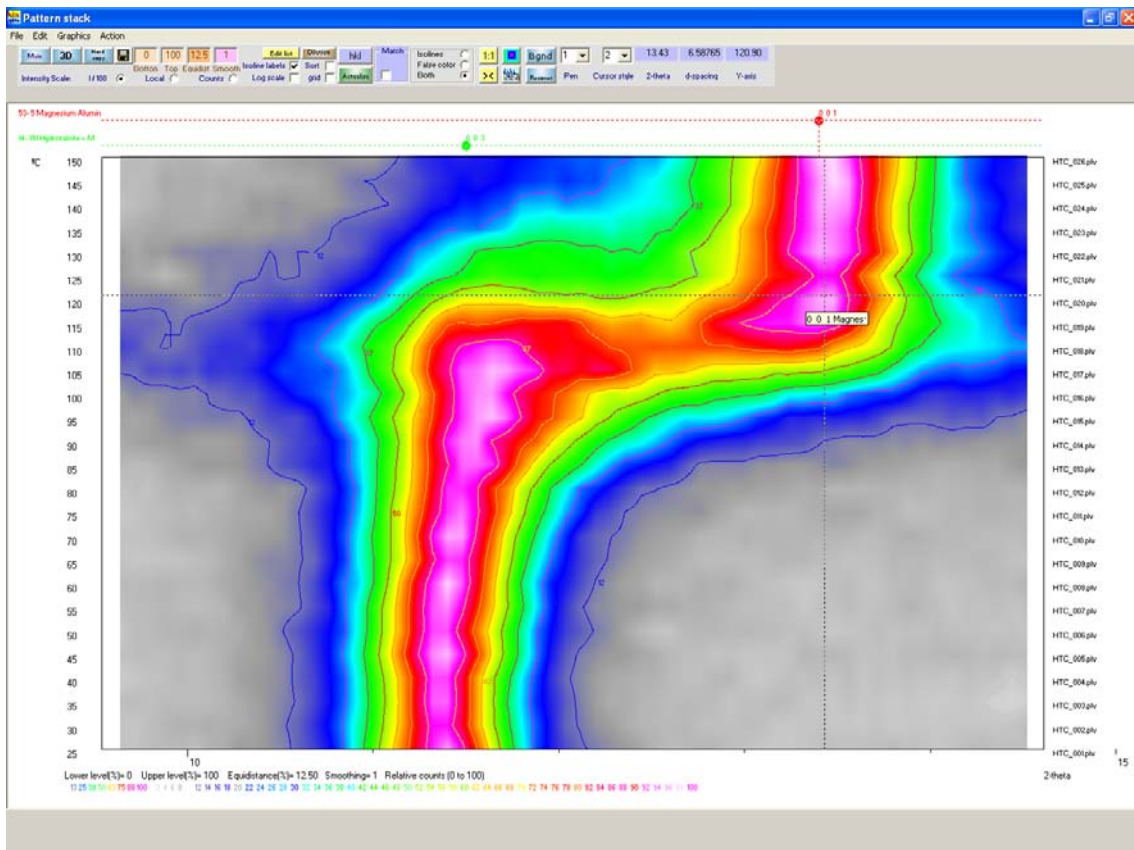 Pattern stack
File Edit Graphics Action
Main 3D Hard copy 0 100 12.5 1 Edit list hkl Match Isolines 1:1 Bgnd 1 2 13.43 6.58765 120.90
Bottom Top Equidist Smooth Isoline labels Sort False color
Intensity Scale: 1/100 Local Counts Log scale grid Both >< Pen Cursor style 2-theta d-spacing Y-axis
0 0 1
0 0 3
ºC
150 HTC_026.plv
145 HTC_025.plv
140 HTC_024.plv
135 HTC_023.plv
130 HTC_022.plv
125 HTC_021.plv
120 HTC_020.plv
0 0 1 Magnes
115 HTC_019.plv
110 HTC_018.plv
105 HTC_017.plv
100 HTC_016.plv
95 HTC_015.plv
90 HTC_014.plv
85 HTC_013.plv
80 HTC_012.plv
75 HTC_011.plv
70 HTC_010.plv
65 HTC_009.plv
60 HTC_008.plv
55 HTC_007.plv
50 HTC_006.plv
45 HTC_005.plv
40 HTC_004.plv
35 HTC_003.plv
30 HTC_002.plv
25 HTC_001.plv
10 15
Lower level(%)= 0 Upper level(%)= 100 Equidistance(%)= 12.50 Smoothing= 1 Relative counts (0 to 100) 2-theta